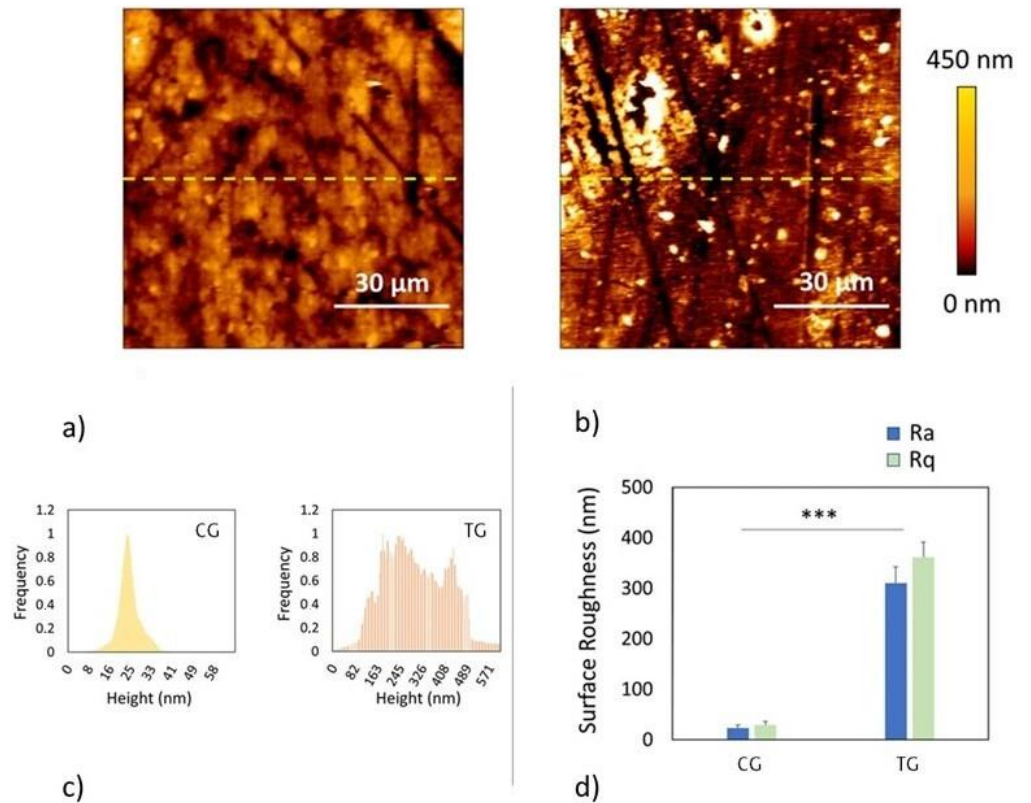 450 nm
30 µm
30 µm
0 nm
a)
b)
Ra
Rq
1.2
1
0.8
0.6
0.4
0.2
0
Frequency
CG
0
8
16
25
33
41
49
58
Height (nm)
1.2
1
0.8
0.6
0.4
0.2
0
Frequency
TG
0
82
163
245
326
408
489
571
Height (nm)
500
400
300
200
100
0
Surface Roughness (nm)
***
CG
TG
c)
d)